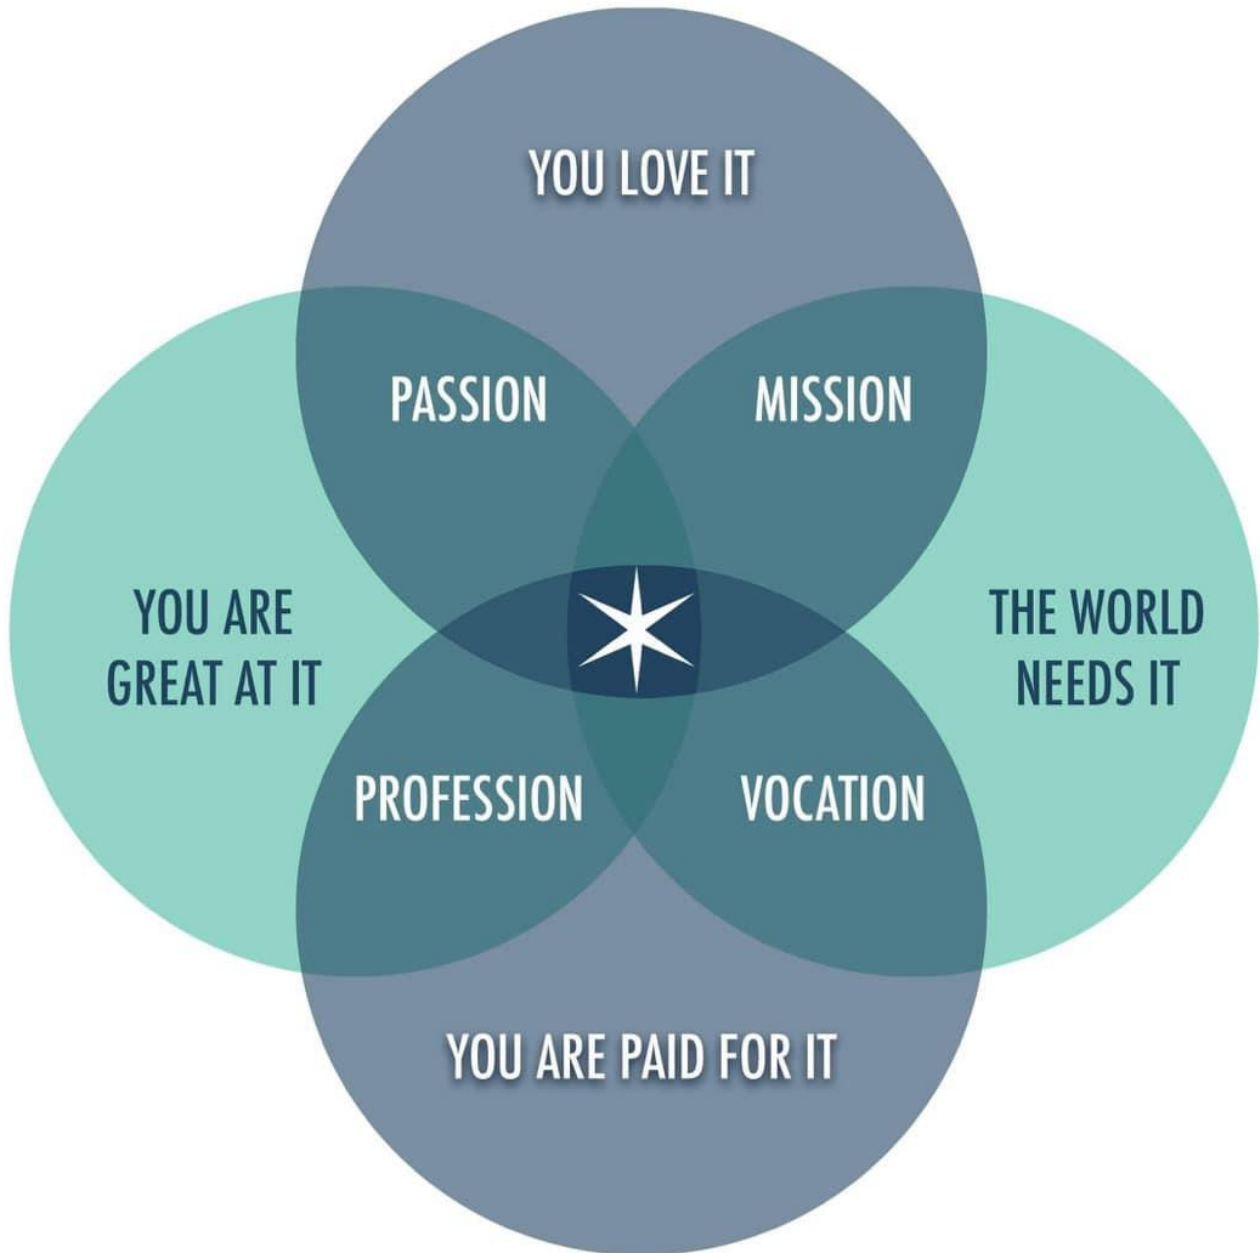 YOU LOVE IT
PASSION
MISSION
YOU ARE
GREAT AT IT
THE WORLD
NEEDS IT
PROFESSION
VOCATION
YOU ARE PAID FOR IT